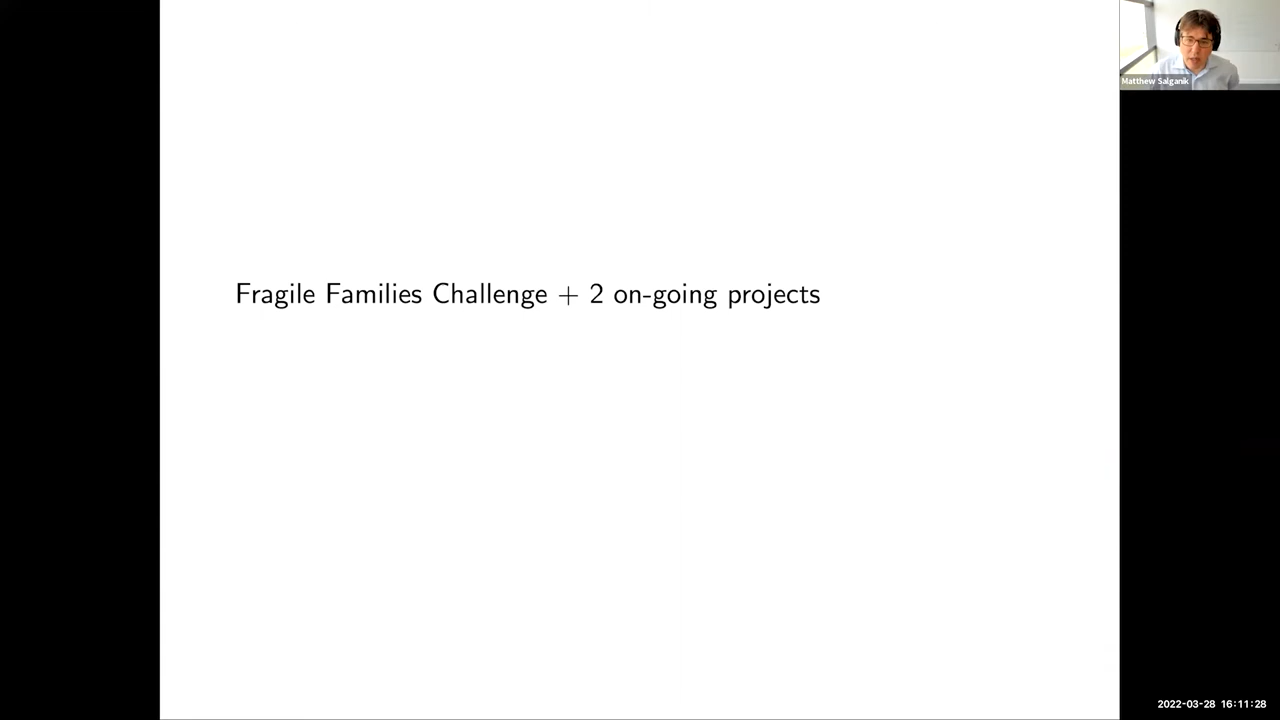 Matthew Salganik
Fragile Families Challenge + 2 on-going projects
2022-03-28 16:11:28